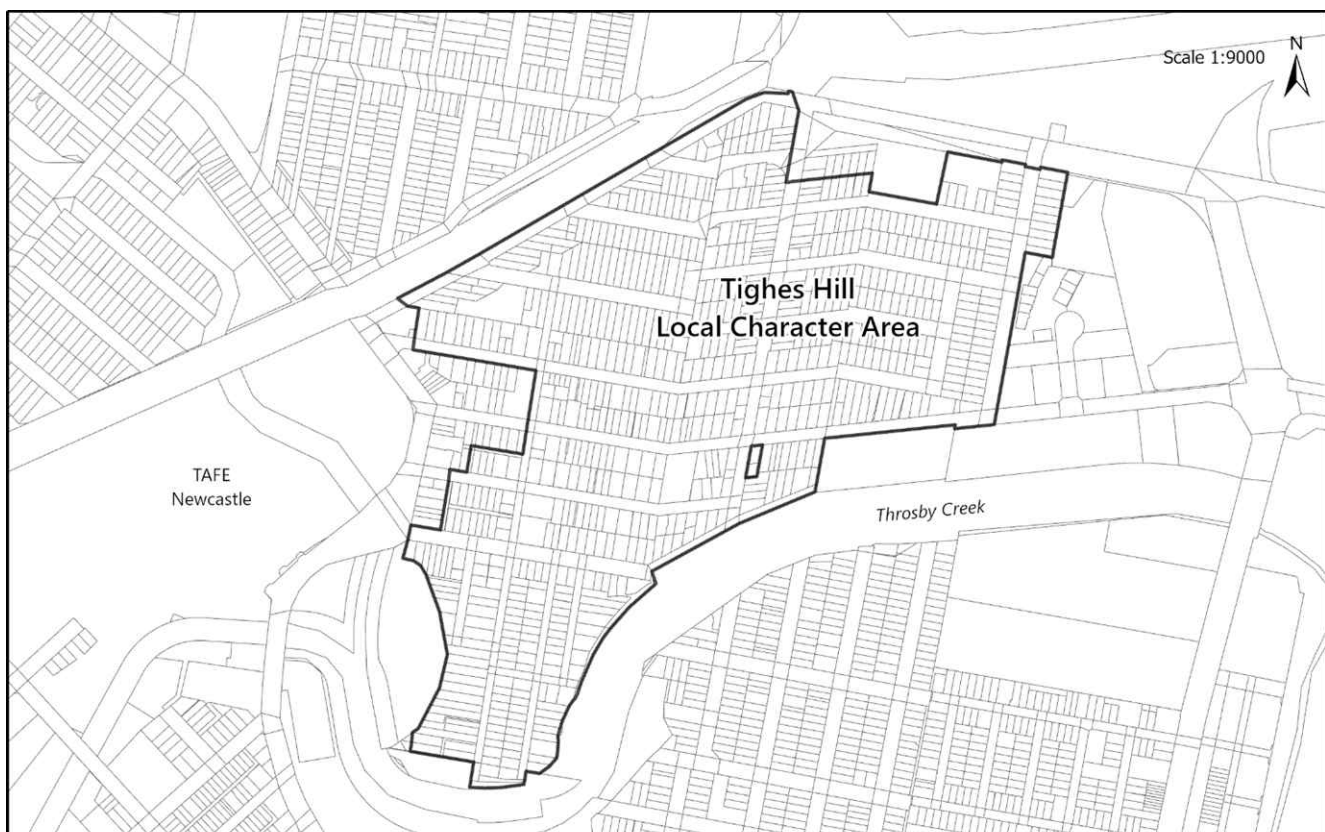 Scale 1:9000
N
Tighes Hill
Local Character Area
TAFE
Newcastle
Throsby Creek